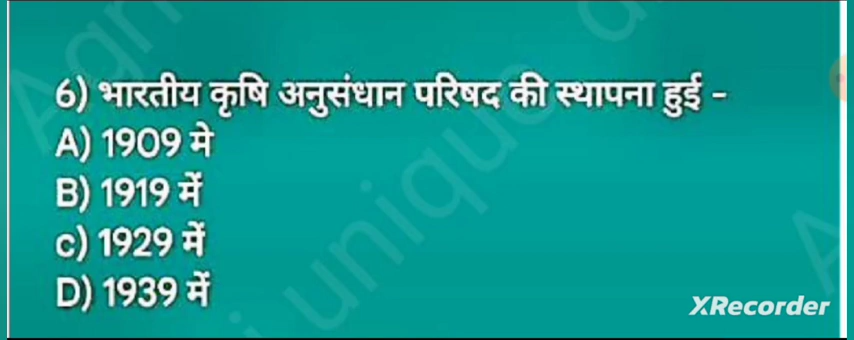 6) भारतीय कृषि अनुसंधान परिषद की स्थापना हुई -
A) 1909 मे
B) 1919 में
c) 1929 में
D) 1939 में
XRecorder